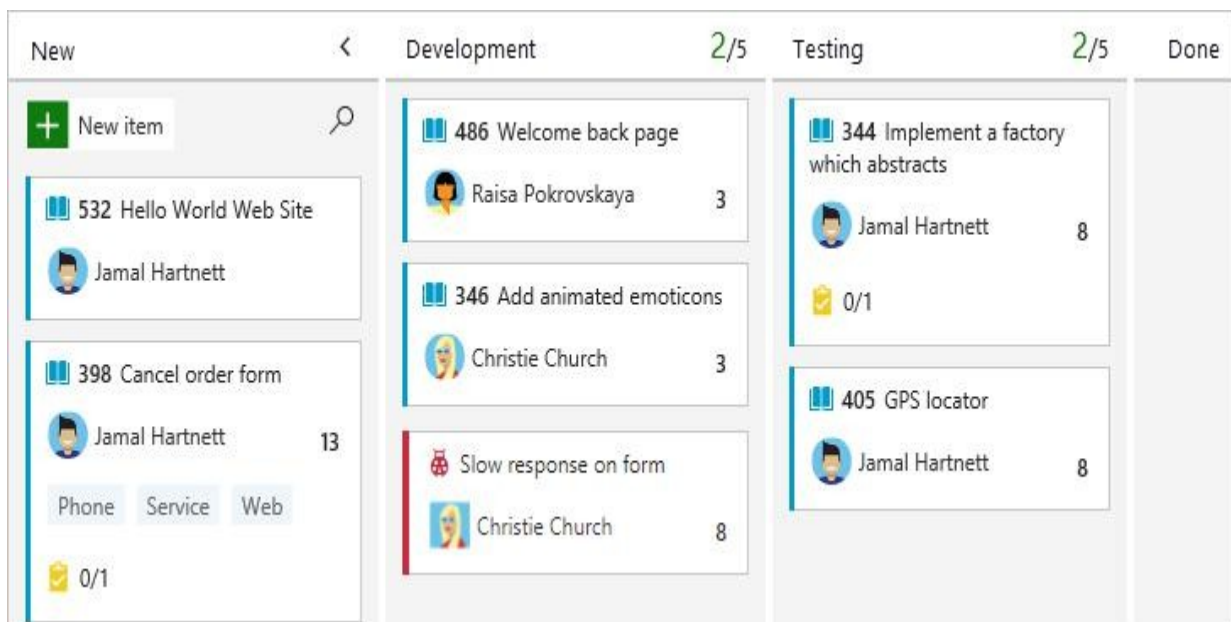 New
New item
532 Hello World Web Site
Jamal Hartnett
398 Cancel order form
Jamal Hartnett 13
Phone Service Web
0/1
Development 2/5
486 Welcome back page
Raisa Pokrovskaya 3
346 Add animated emoticons
Christie Church 3
Slow response on form
Christie Church 8
Testing 2/5
344 Implement a factory
which abstracts
Jamal Hartnett 8
0/1
405 GPS locator
Jamal Hartnett 8
Done